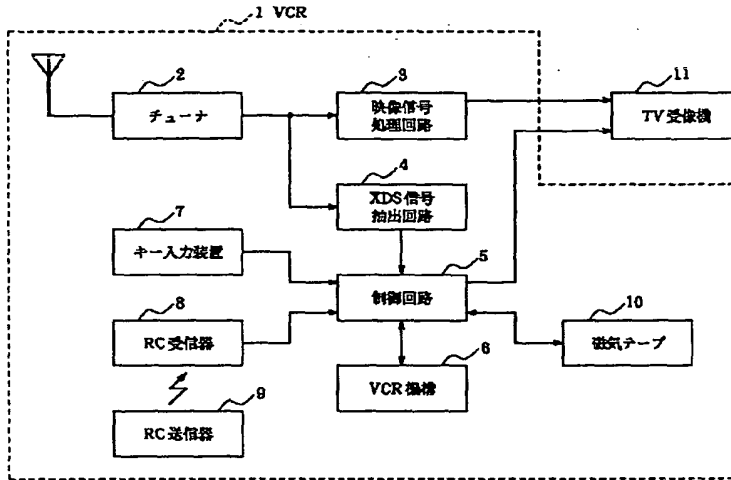 1 VCR
2
チューナ
3
映像信号
処理回路
11
TV受像機
4
XDS信号
抽出回路
7
キー入力装置
5
制御回路
8
RC受信器
10
磁気テープ
6
VCR機構
9
RC送信器